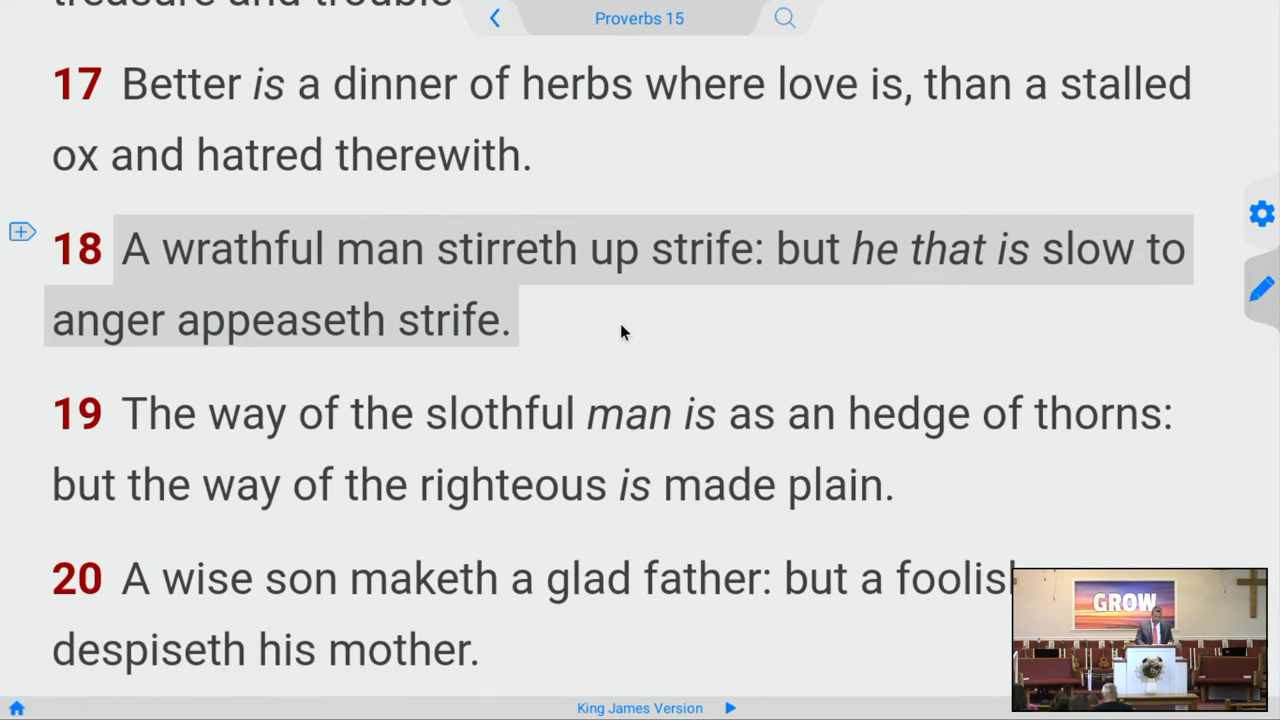 treasure and trouble
Proverbs 15
17 Better is a dinner of herbs where love is, than a stalled
ox and hatred therewith.
18 A wrathful man stirreth up strife: but he that is slow to
anger appeaseth strife.
19 The way of the slothful man is as an hedge of thorns:
but the way of the righteous is made plain.
20 A wise son maketh a glad father: but a
despiseth his mother.
GROW
King James Version